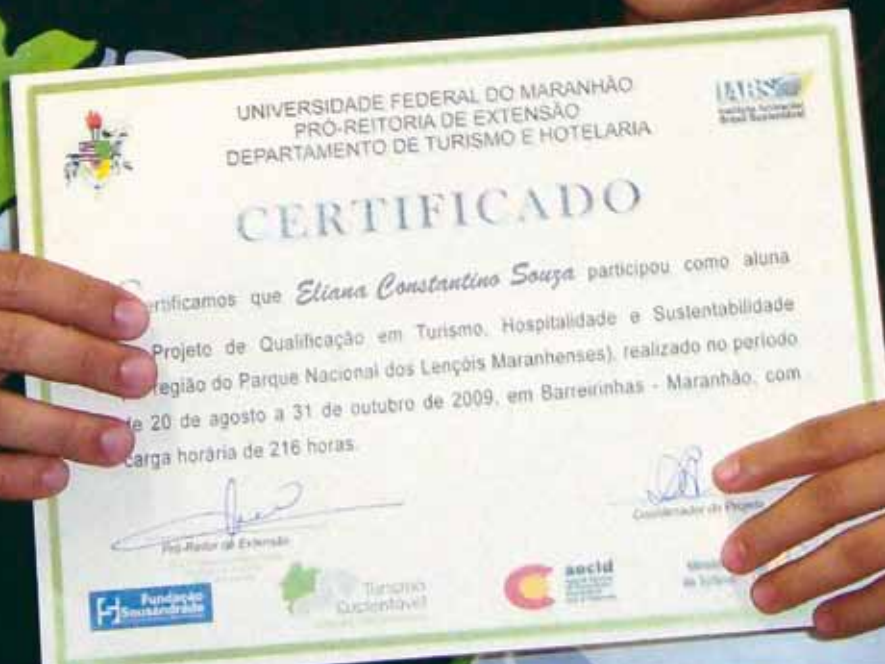 UNIVERSIDADE FEDERAL DO MARANHÃO
PRÓ-REITORIA DE EXTENSÃO
DEPARTAMENTO DE TURISMO E HOTELARIA
IABS
CERTIFICADO
Certificamos que Eliana Constantino Souza participou como aluna
Projeto de Qualificação em Turismo, Hospitalidade e Sustentabilidade
região do Parque Nacional dos Lençóis Maranhenses), realizado no período
de 20 de agosto a 31 de outubro de 2009, em Barreirinhas - Maranhão, com
carga horária de 216 horas.
Pró-Reitor de Extensão
Coordenador do Projeto
Fundação
Sousândrade
Turismo
Sustentável
aecid